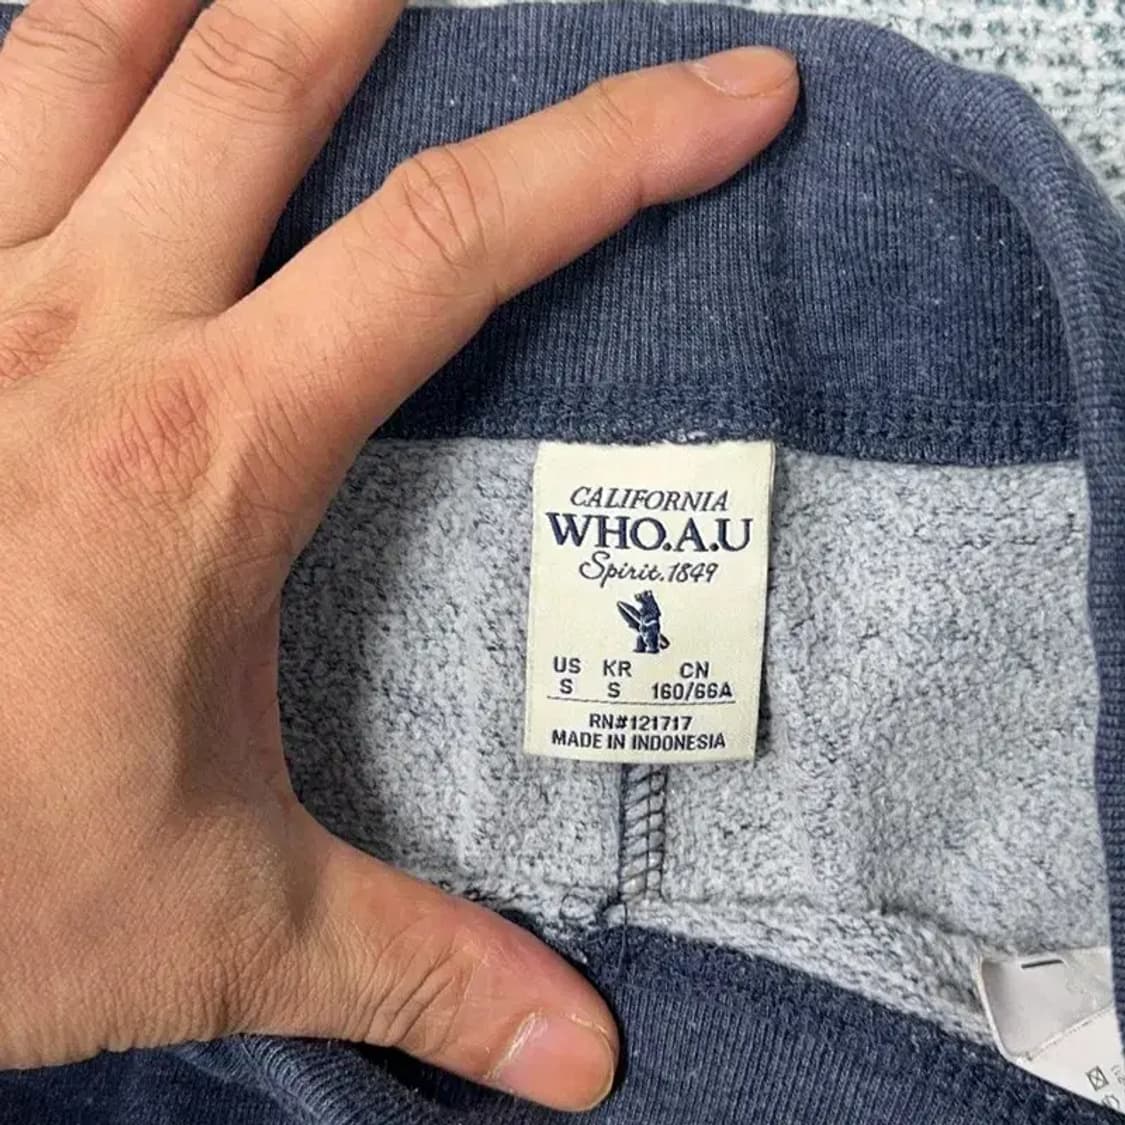 CALIFORNIA
WHO.A.U
Spirit.1849
US KR CN
S S 160/66A
RN#121717
MADE IN INDONESIA